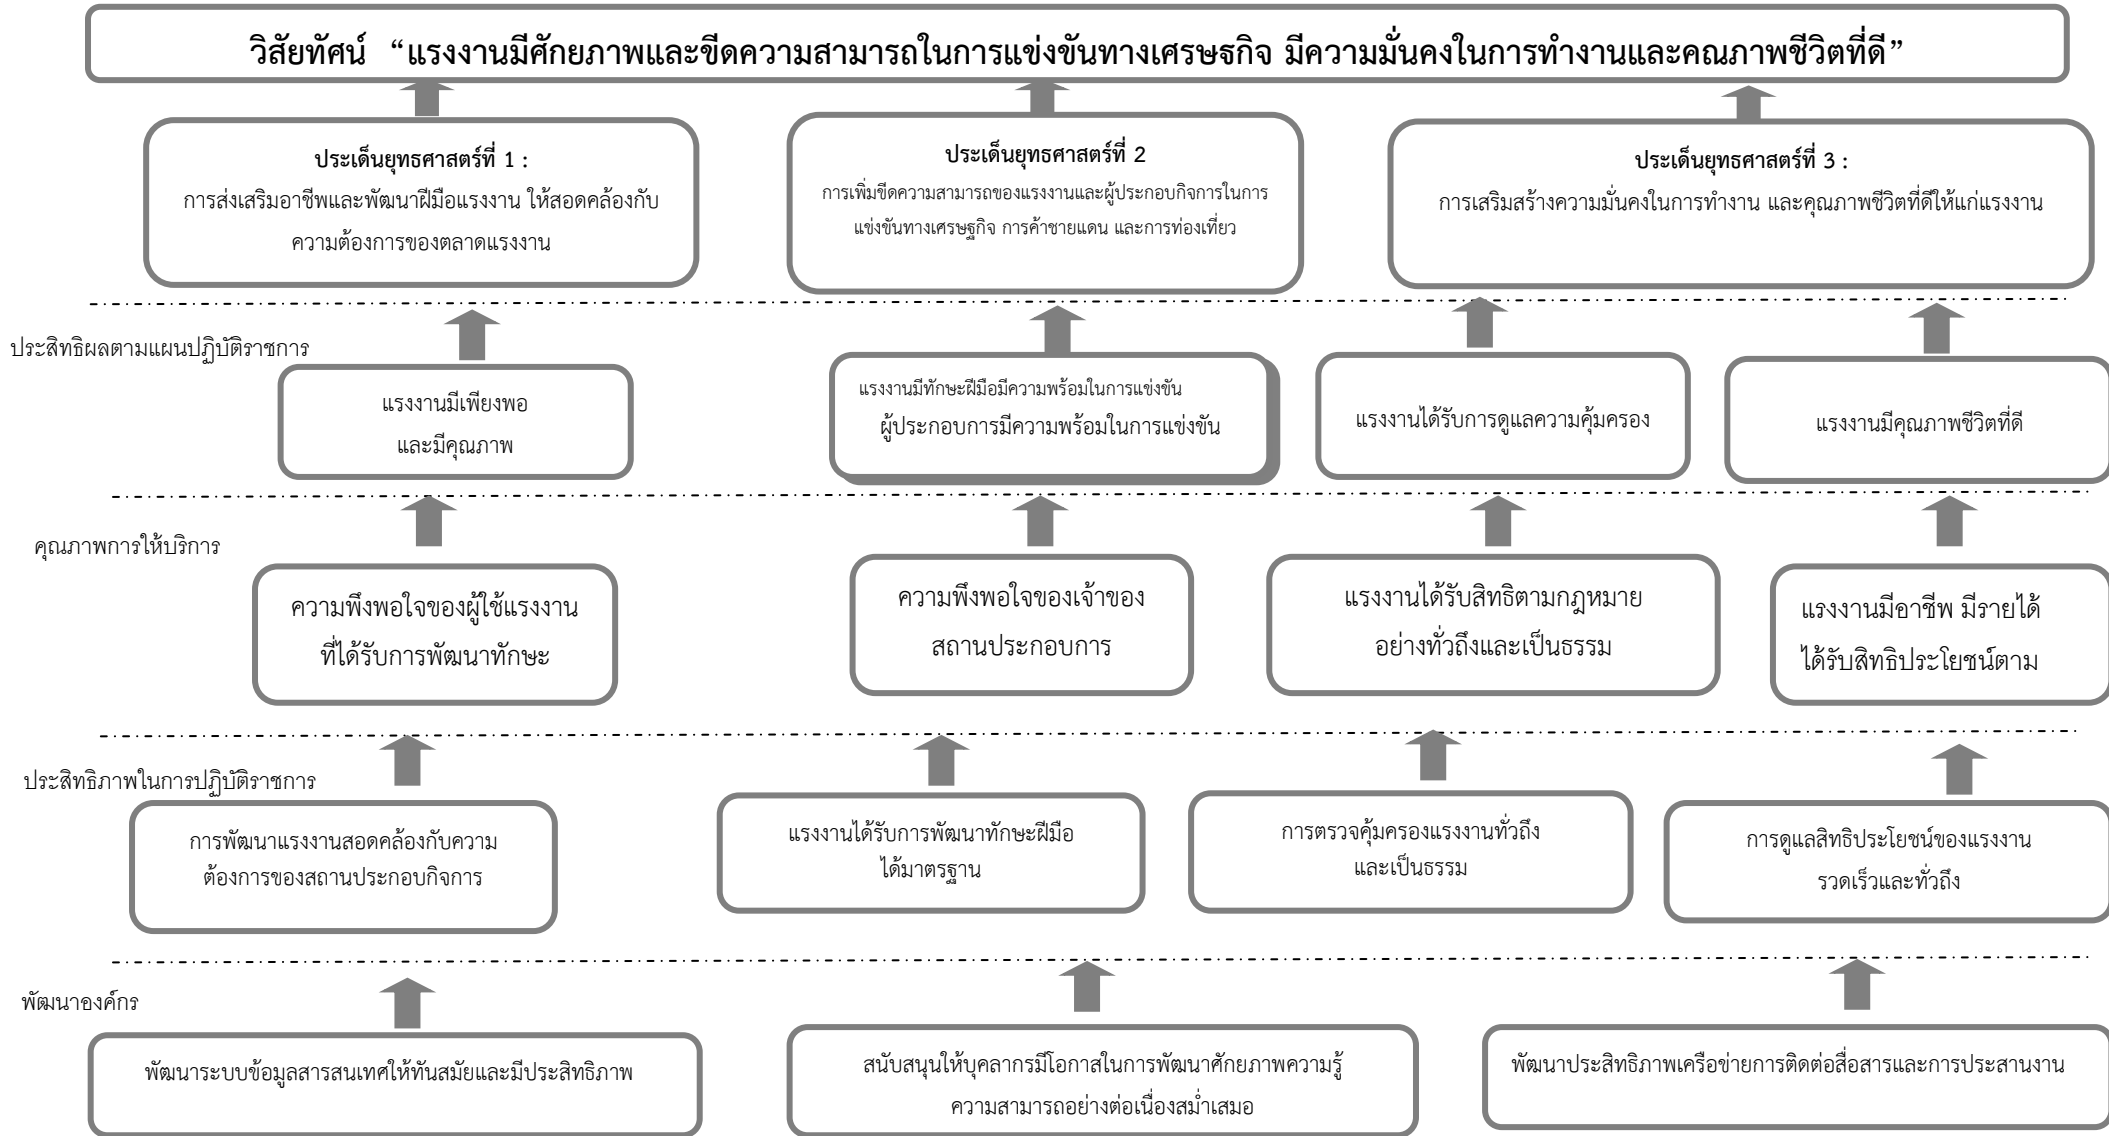 วิสัยทัศน์ “แรงงานมีศักยภาพและขีดความสามารถในการแข่งขันทางเศรษฐกิจ มีความมั่นคงในการทำงานและคณภาพชีวิตที่ดี”
ประเด็นยุทธศาสตร์ที่ 1 :
การส่งเสริมอาชีพและพัฒนาฝีมือแรงงาน ให้สอดคล้องกับ
ความต้องการของตลาดแรงงาน
ประเด็นยุทธศาสตร์ที่ 2
การเพิ่มขีดความสามารถของแรงงานและผู้ประกอบกิจการในการ
แข่งขันทางเศรษฐกิจ การค้าชายแดน และการท่องเที่ยว
ประเด็นยุทธศาสตร์ที่ 3 :
การเสริมสร้างความมั่นคงในการทำงาน และคุณภาพชีวิตที่ดีให้แก่แรงงาน
ประสิทธิผลตามแผนปฏิบัติราชการ
แรงงานมีเพียงพอ
และมีคุณภาพ
แรงงานมีทักษะฝีมือมีความพร้อมในการแข่งขัน
ผู้ประกอบการมีความพร้อมในการแข่งขัน
แรงงานได้รับการดูแลความคุ้มครอง
แรงงานมีคุณภาพชีวิตที่ดี
คุณภาพการให้บริการ
ความพึงพอใจของผู้ใช้แรงงาน
ที่ได้รับการพัฒนาทักษะ
ความพึงพอใจของเจ้าของ
สถานประกอบการ
แรงงานได้รับสิทธิตามกฎหมาย
อย่างทั่วถึงและเป็นธรรม
แรงงานมีอาชีพ มีรายได้
ได้รับสิทธิประโยชน์ตาม
ประสิทธิภาพในการปฏิบัติราชการ
การพัฒนาแรงงานสอดคล้องกับความ
ต้องการของสถานประกอบกิจการ
แรงงานได้รับการพัฒนาทักษะฝีมือ
ได้มาตรฐาน
การตรวจคุ้มครองแรงงานทั่วถึง
และเป็นธรรม
การดูแลสิทธิประโยชน์ของแรงงาน
รวดเร็วและทั่วถึง
พัฒนาองค์กร
พัฒนาระบบข้อมูลสารสนเทศให้ทันสมัยและมีประสิทธิภาพ
สนับสนุนให้บุคลากรมีโอกาสในการพัฒนาศักยภาพความรู้
ความสามารถอย่างต่อเนื่องสม่ำเสมอ
พัฒนาประสิทธิภาพเครือข่ายการติดต่อสื่อสารและการประสานงาน